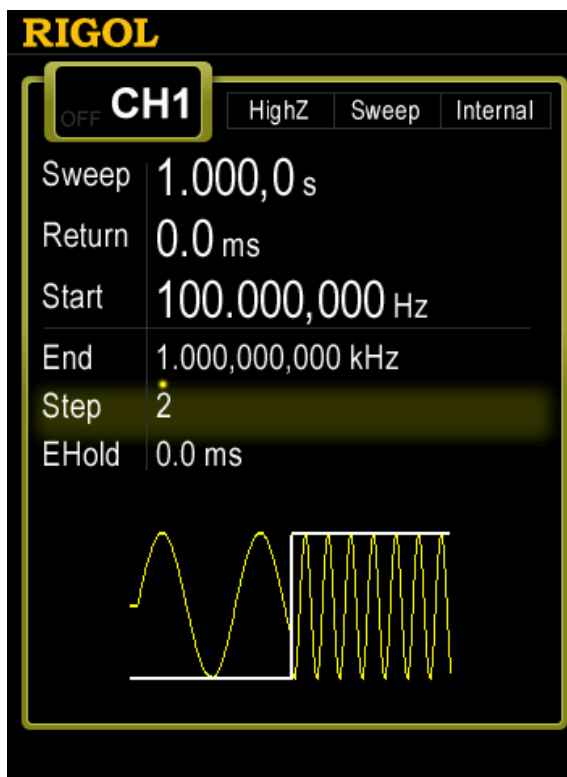 RIGOL
OFF CH1 HighZ Sweep Internal
Sweep 1.000,0 s
Return 0.0 ms
Start 100.000,000 Hz
End 1.000,000,000 kHz
Step 2
EHold 0.0 ms